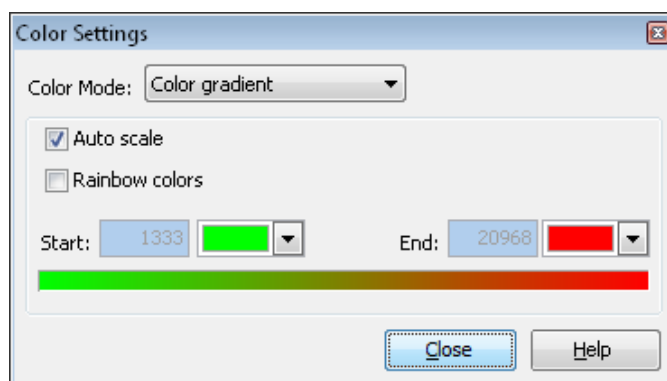 Color Settings
Color Mode: Color gradient
Auto scale
Rainbow colors
Start: 1333 End: 20968
Close Help